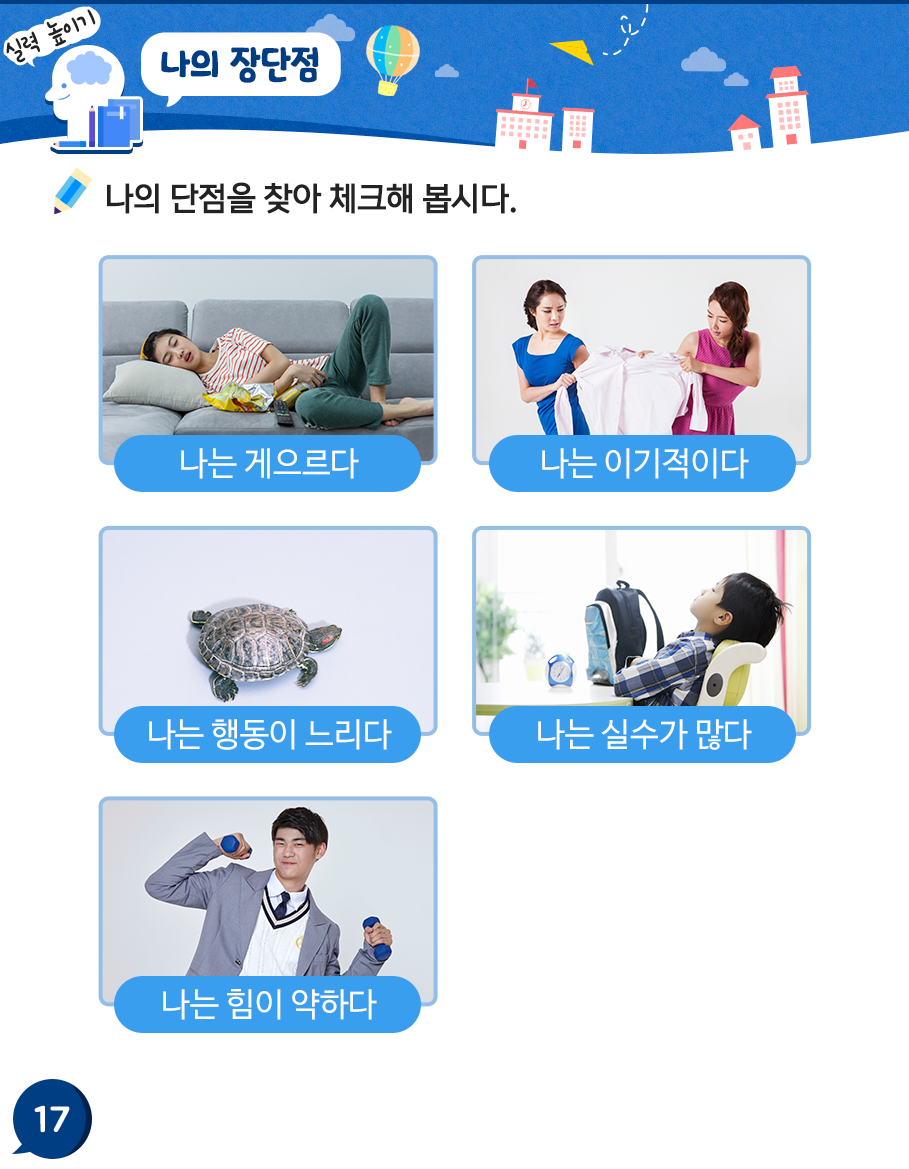 실력 높이기
나의 장단점
나의 단점을 찾아 체크해 봅시다.
나는 게으르다
나는 이기적이다
나는 행동이 느리다
나는 실수가 많다
나는 힘이 약하다
17